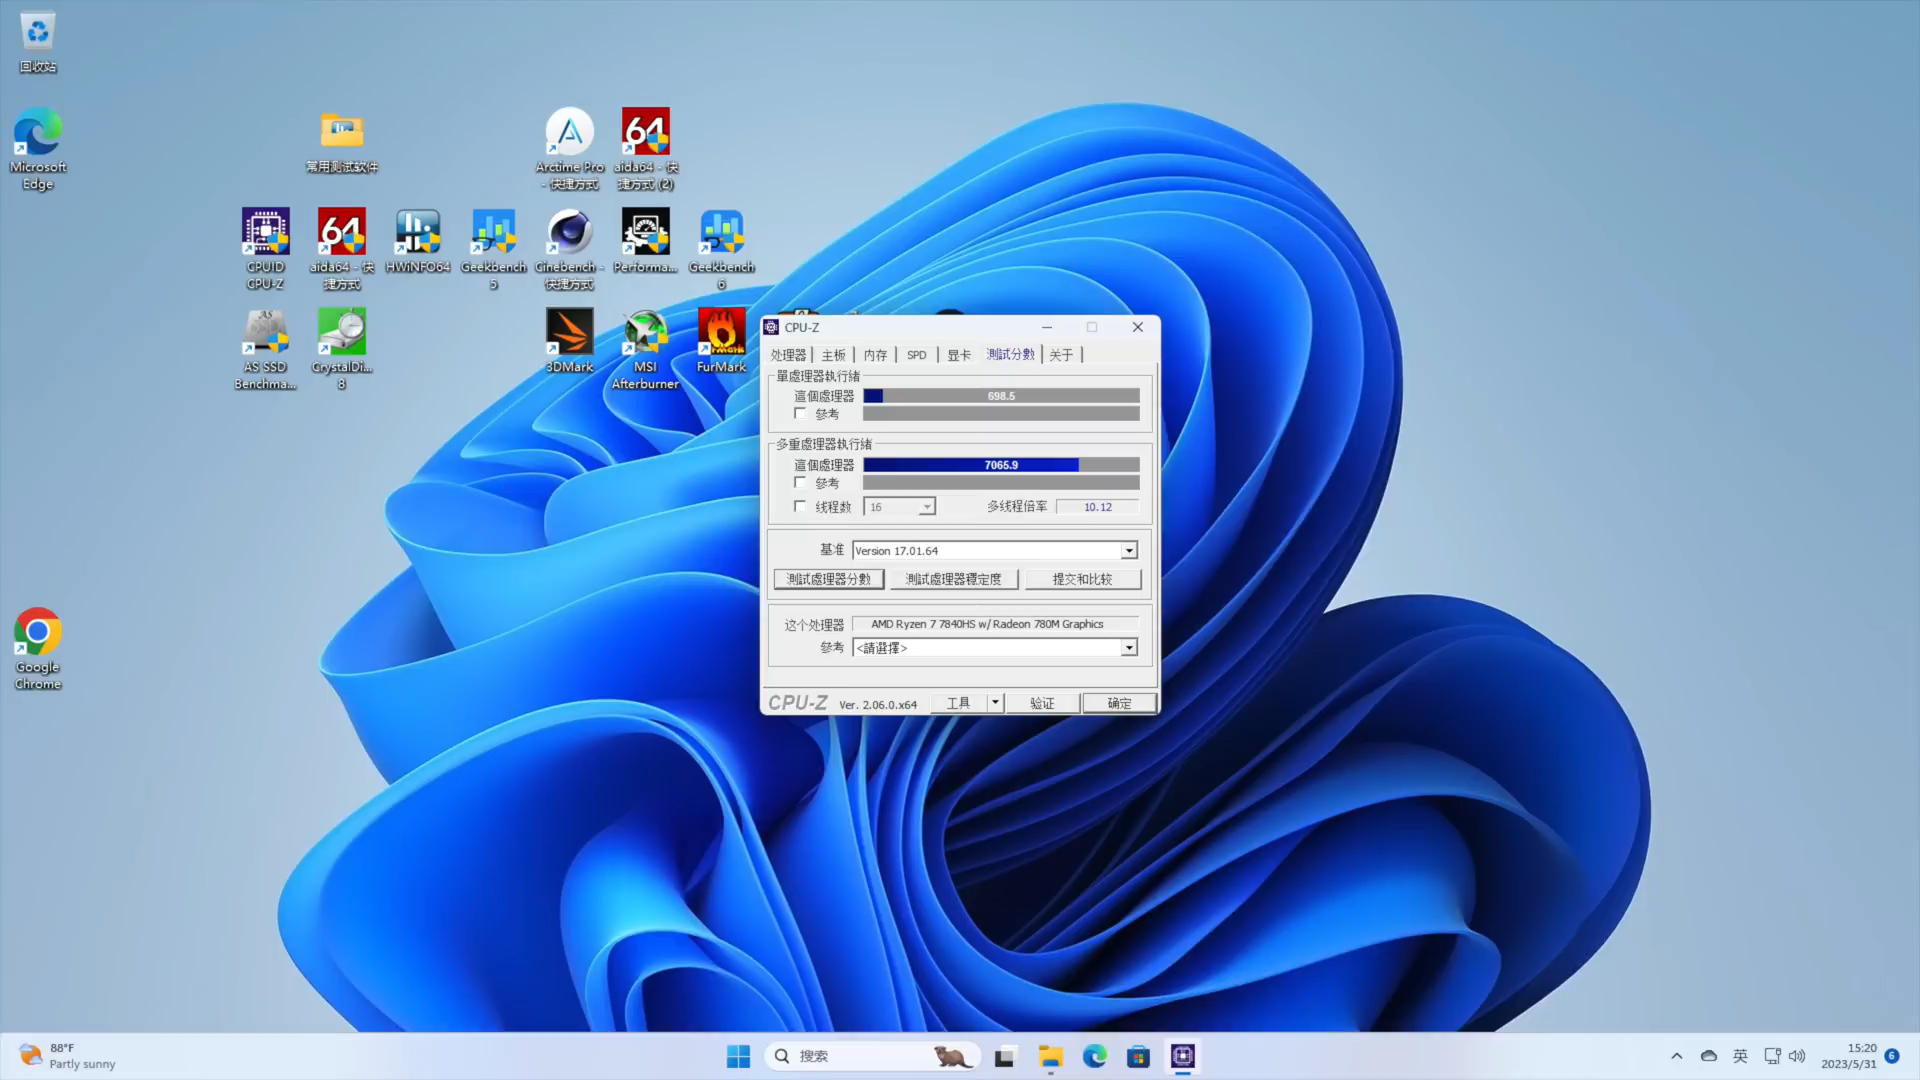 回收站
Microsoft
Edge
常用测试软件
Arctime Pro
- 快捷方式
aida64 - 快
捷方式 (2)
CPUID
CPU-Z
aida64 - 快
捷方式
HWiNFO64
Geekbench
5
Cinebench -
快捷方式
Performa...
Geekbench
6
AS SSD
Benchma...
CrystalDi...
8
3DMark
MSI
Afterburner
FurMark
Google
Chrome
CPU-Z
处理器 主板 内存 SPD 显卡 測試分數 关于
單處理器執行緒
這個處理器 698.5
參考
多重處理器執行緒
這個處理器 7065.9
參考
线程数 16 多线程倍率 10.12
基准 Version 17.01.64
測試處理器分數 測試處理器穩定度 提交和比较
这个处理器 AMD Ryzen 7 7840HS w/ Radeon 780M Graphics
參考 <請選擇>
CPU-Z Ver. 2.06.0.x64 工具 验证 确定
88°F
Partly sunny
搜索
英
15:20
2023/5/31
6